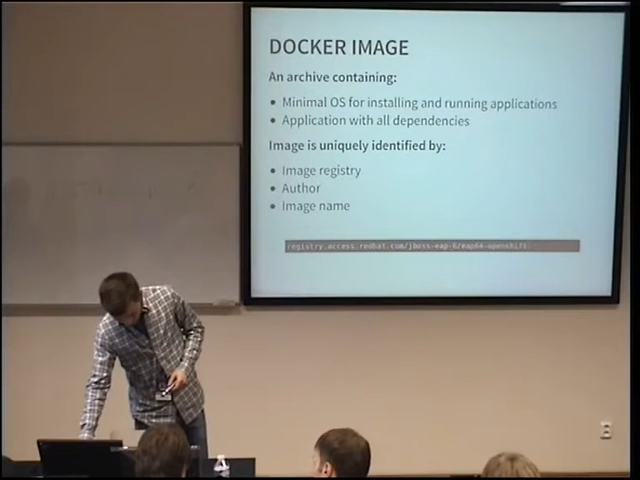 DOCKER IMAGE
An archive containing:
Minimal OS for installing and running applications
Application with all dependencies
Image is uniquely identified by:
Image registry
Author
Image name
registry.access.redhat.com/jboss-eap-6/eap64-openshift